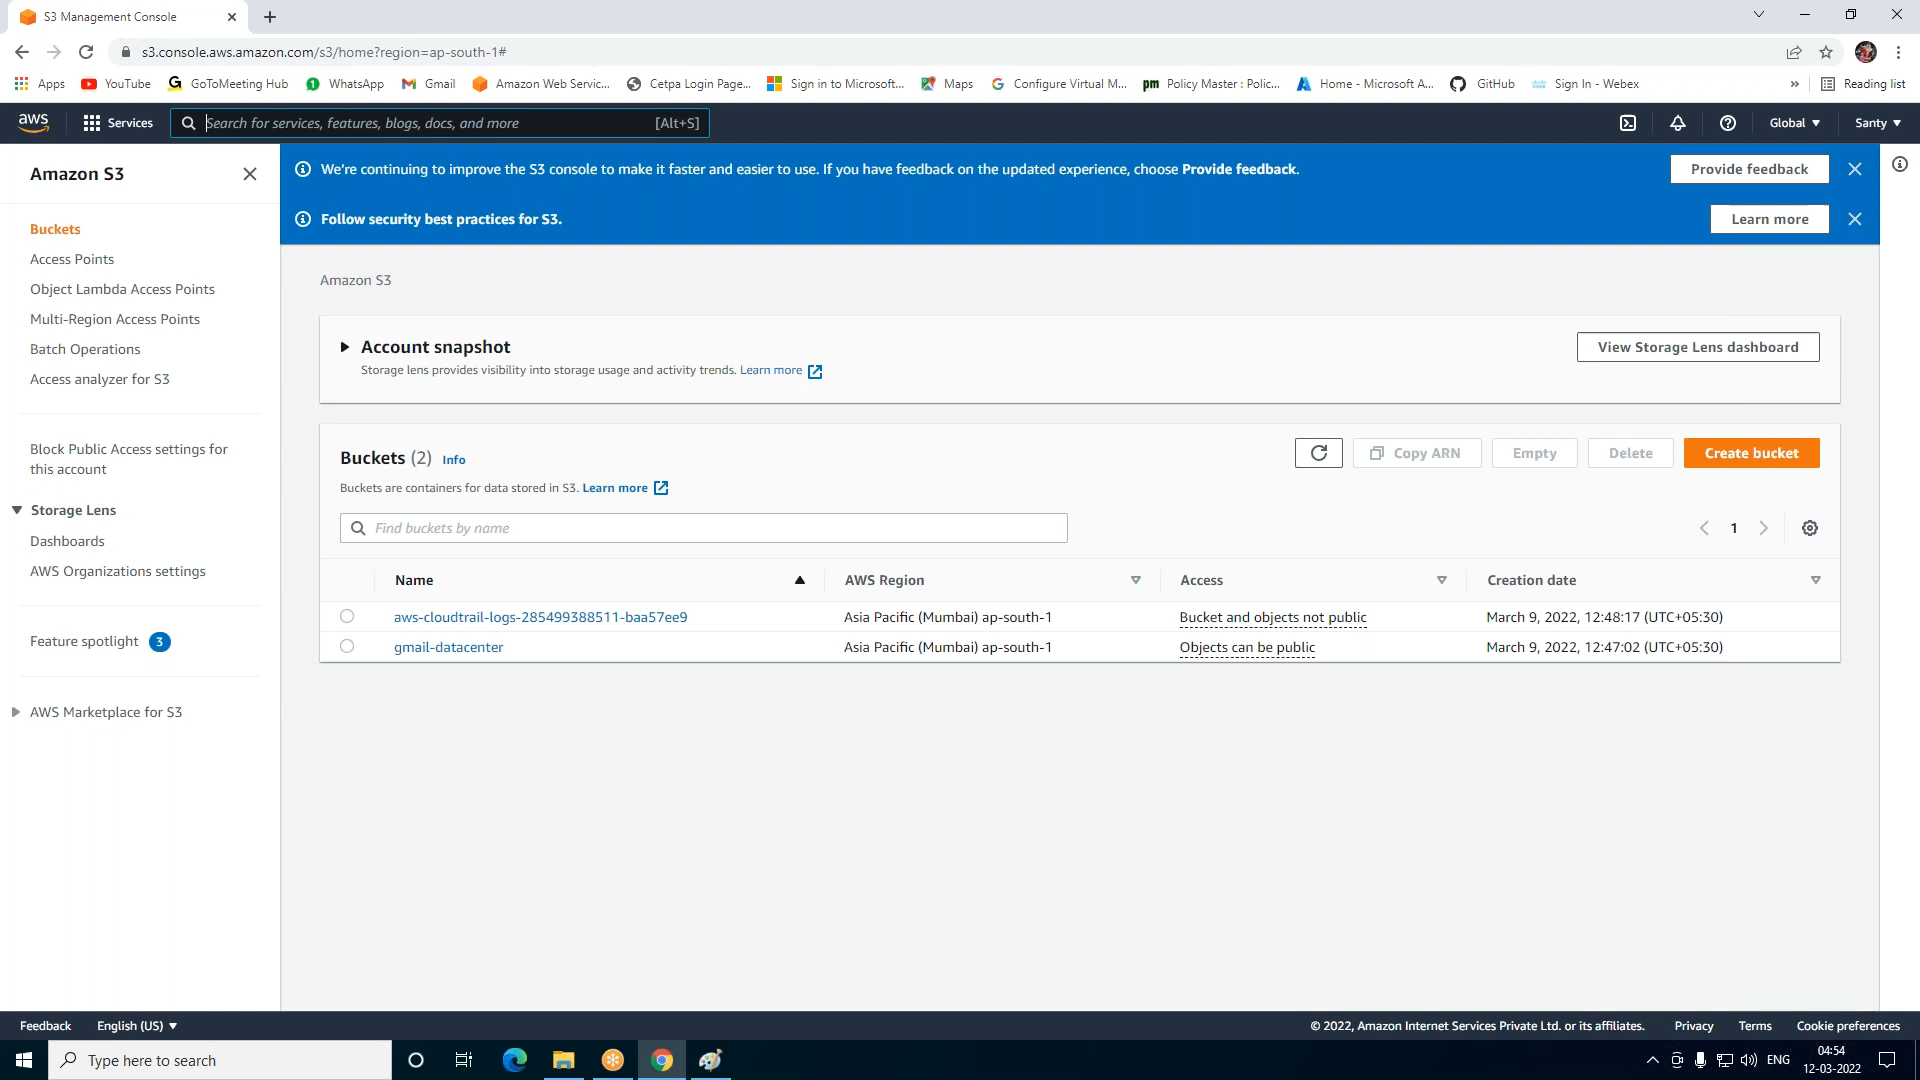 S3 Management Console
s3.console.aws.amazon.com/s3/home?region=ap-south-1#
Apps YouTube GoToMeeting Hub WhatsApp Gmail Amazon Web Servic... Cetpa Login Page... Sign in to Microsoft... Maps Configure Virtual M... pm Policy Master : Polic... Home - Microsoft A... GitHub Sign In - Webex » Reading list
aws Services Search for services, features, blogs, docs, and more [Alt+S] Global Santy
Amazon S3
Buckets
Access Points
Object Lambda Access Points
Multi-Region Access Points
Batch Operations
Access analyzer for S3
Block Public Access settings for
this account
Storage Lens
Dashboards
AWS Organizations settings
Feature spotlight 3
AWS Marketplace for S3
We're continuing to improve the S3 console to make it faster and easier to use. If you have feedback on the updated experience, choose Provide feedback. Provide feedback
Follow security best practices for S3. Learn more
Amazon S3
Account snapshot View Storage Lens dashboard
Storage lens provides visibility into storage usage and activity trends. Learn more
Buckets (2) Info Copy ARN Empty Delete Create bucket
Buckets are containers for data stored in S3. Learn more
Find buckets by name 1
Name AWS Region Access Creation date
aws-cloudtrail-logs-285499388511-baa57ee9 Asia Pacific (Mumbai) ap-south-1 Bucket and objects not public March 9, 2022, 12:48:17 (UTC+05:30)
gmail-datacenter Asia Pacific (Mumbai) ap-south-1 Objects can be public March 9, 2022, 12:47:02 (UTC+05:30)
Feedback English (US) © 2022, Amazon Internet Services Private Ltd. or its affiliates. Privacy Terms Cookie preferences
Type here to search ENG 04:54
12-03-2022